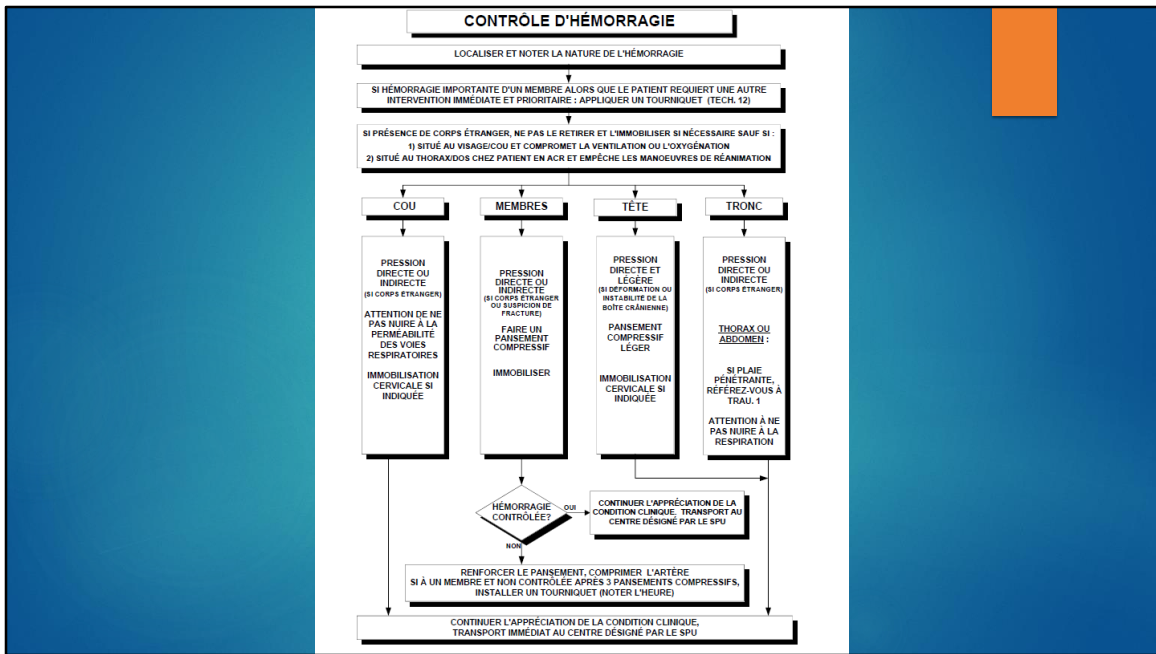 CONTRÔLE D'HÉMORRAGIE
LOCALISER ET NOTER LA NATURE DE L'HÉMORRAGIE
SI HÉMORRAGIE IMPORTANTE D'UN MEMBRE ALORS QUE LE PATIENT REQUIERT UNE AUTRE
INTERVENTION IMMÉDIATE ET PRIORITAIRE : APPLIQUER UN TOURNIQUET (TECH. 12)
SI PRÉSENCE DE CORPS ÉTRANGER, NE PAS LE RETIRER ET L'IMMOBILISER SI NÉCESSAIRE SAUF SI :
1) SITUÉ AU VISAGE/COU ET COMPROMET LA VENTILATION OU L'OXYGÉNATION
2) SITUÉ AU THORAX/DOS CHEZ PATIENT EN ACR ET EMPÊCHE LES MANOEUVRES DE RÉANIMATION
COU
PRESSION
DIRECTE OU
INDIRECTE
(SI CORPS ÉTRANGER)
ATTENTION DE NE
PAS NUIRE À LA
PERMÉABILITÉ
DES VOIES
RESPIRATOIRES
IMMOBILISATION
CERVICALE SI
INDIQUÉE
MEMBRES
PRESSION
DIRECTE OU
INDIRECTE
(SI CORPS ÉTRANGER
OU SUSPICION DE
FRACTURE)
FAIRE UN
PANSEMENT
COMPRESSIF
IMMOBILISER
TÊTE
PRESSION
DIRECTE ET
LÉGÈRE
(SI DÉFORMATION OU
INSTABILITÉ DE LA
BOÎTE CRÂNIENNE)
PANSEMENT
COMPRESSIF
LÉGER
IMMOBILISATION
CERVICALE SI
INDIQUÉE
TRONC
PRESSION
DIRECTE OU
INDIRECTE
(SI CORPS ÉTRANGER)
THORAX OU
ABDOMEN :
SI PLAIE
PÉNÉTRANTE,
RÉFÉREZ-VOUS À
TRAU. 1
ATTENTION À NE
PAS NUIRE À LA
RESPIRATION
HÉMORRAGIE
CONTRÔLÉE?
OUI
CONTINUER L'APPRÉCIATION DE LA
CONDITION CLINIQUE. TRANSPORT AU
CENTRE DÉSIGNÉ PAR LE SPU
NON
RENFORCER LE PANSEMENT, COMPRIMER L'ARTÈRE
SI À UN MEMBRE ET NON CONTRÔLÉE APRÈS 3 PANSEMENTS COMPRESSIFS,
INSTALLER UN TOURNIQUET (NOTER L'HEURE)
CONTINUER L'APPRÉCIATION DE LA CONDITION CLINIQUE,
TRANSPORT IMMÉDIAT AU CENTRE DÉSIGNÉ PAR LE SPU